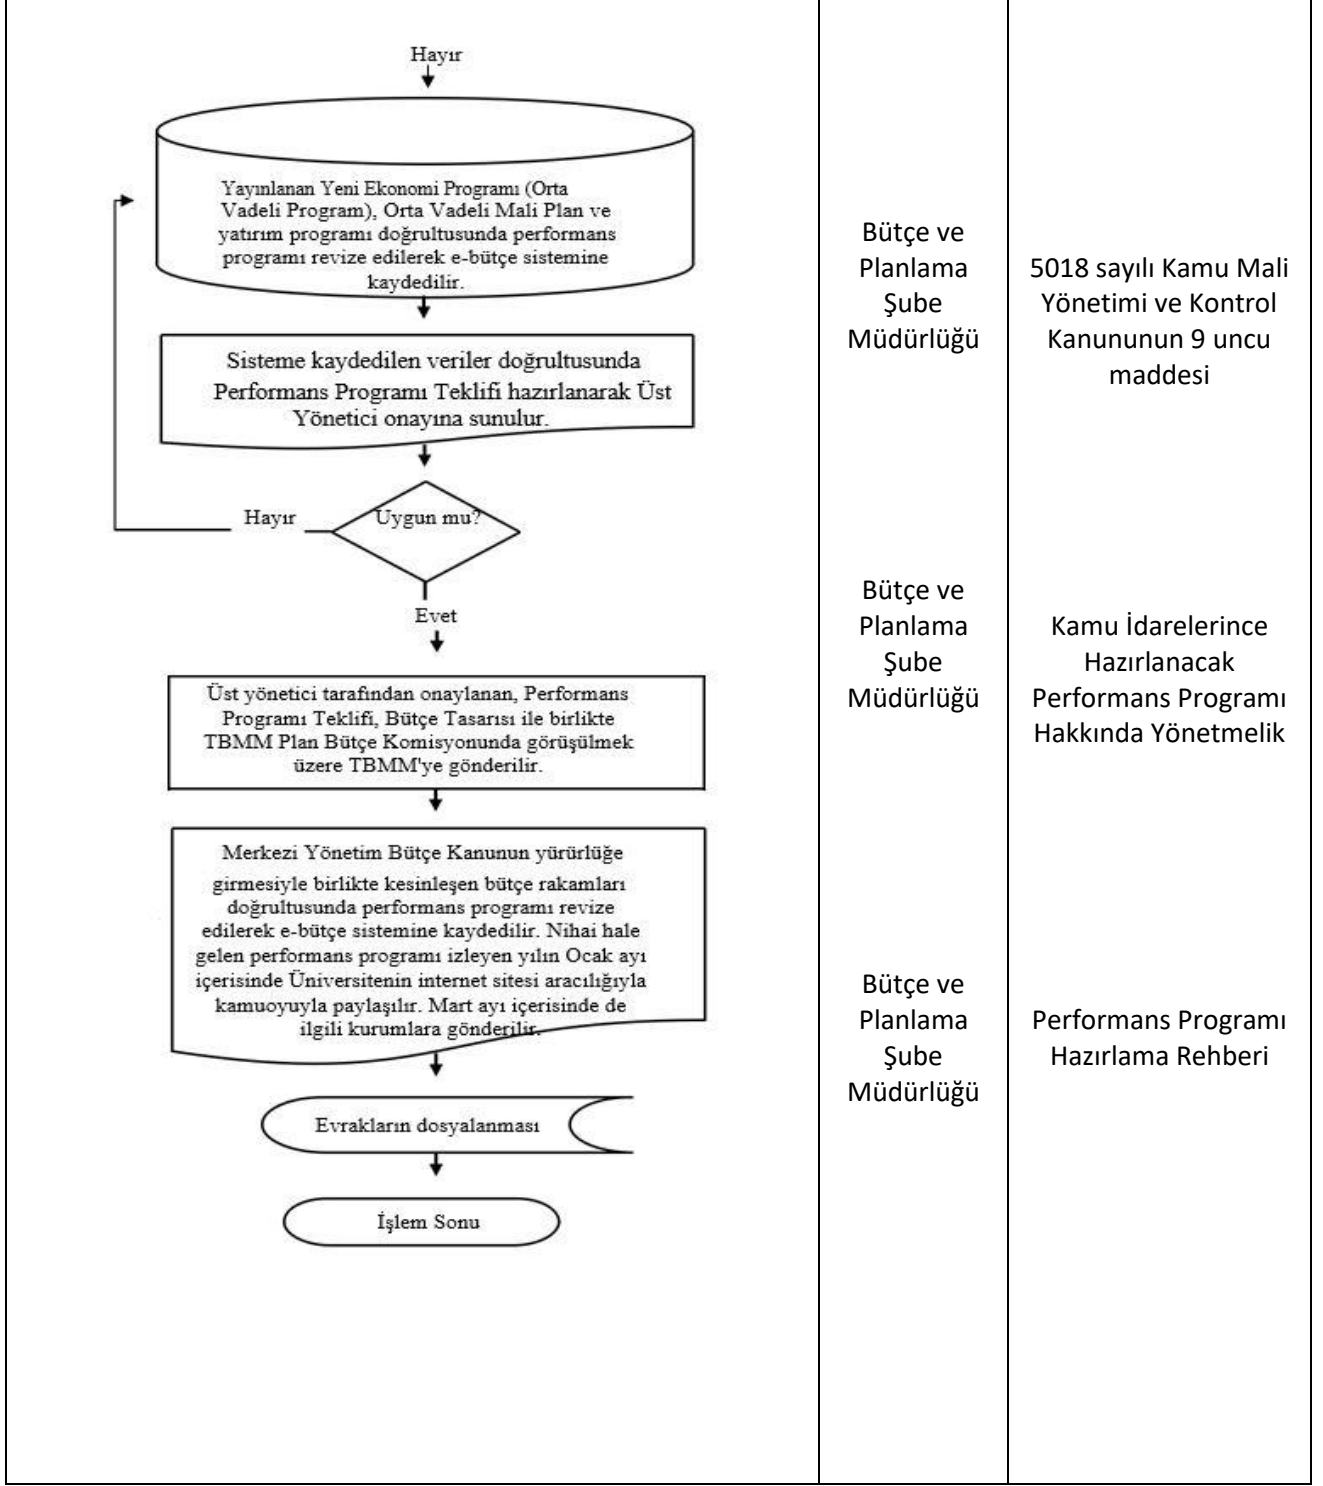 Hayır
Yayınlanan Yeni Ekonomi Programı (Orta
Vadeli Program), Orta Vadeli Mali Plan ve
yatırım programı doğrultusunda performans
programı revize edilerek e-bütçe sistemine
kaydedilir.
Sisteme kaydedilen veriler doğrultusunda
Performans Programı Teklifi hazırlanarak Üst
Yönetici onayına sunulur.
Hayır
Uygun mu?
Evet
Üst yönetici tarafından onaylanan, Performans
Programı Teklifi, Bütçe Tasarısı ile birlikte
TBMM Plan Bütçe Komisyonunda görüşülmek
üzere TBMM'ye gönderilir.
Merkezi Yönetim Bütçe Kanunun yürürlüğe
girmesiyle birlikte kesinleşen bütçe rakamları
doğrultusunda performans programı revize
edilerek e-bütçe sistemine kaydedilir. Nihai hale
gelen performans programı izleyen yılın Ocak ayı
içerisinde Üniversitenin internet sitesi aracılığıyla
kamuoyuyla paylaşılır. Mart ayı içerisinde de
ilgili kurumlara gönderilir.
Evrakların dosyalanması
İşlem Sonu
Bütçe ve
Planlama
Şube
Müdürlüğü
Bütçe ve
Planlama
Şube
Müdürlüğü
Bütçe ve
Planlama
Şube
Müdürlüğü
5018 sayılı Kamu Mali
Yönetimi ve Kontrol
Kanununun 9 uncu
maddesi
Kamu İdarelerince
Hazırlanacak
Performans Programı
Hakkında Yönetmelik
Performans Programı
Hazırlama Rehberi